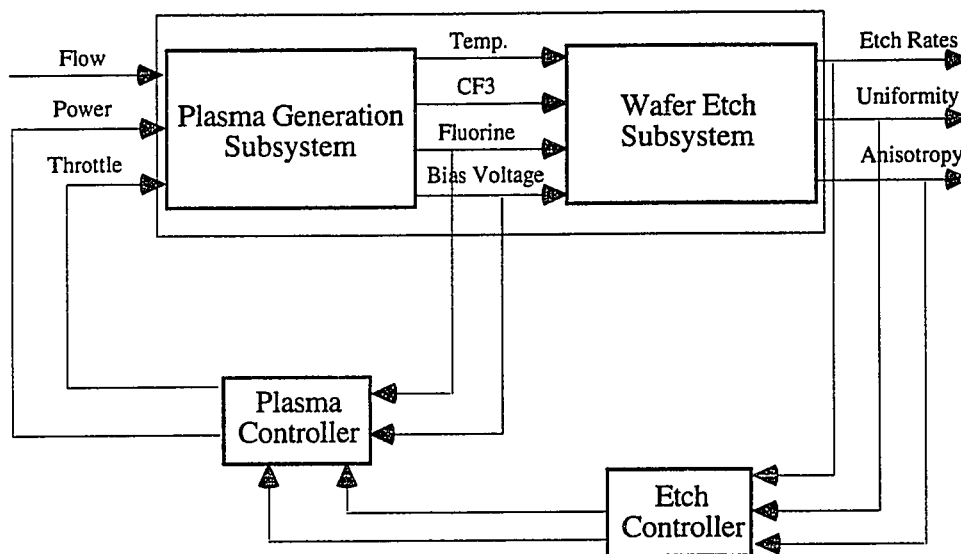 Flow
Power
Throttle
Plasma Generation
Subsystem
Temp.
CF3
Fluorine
Bias Voltage
Wafer Etch
Subsystem
Etch Rates
Uniformity
Anisotropy
Plasma
Controller
Etch
Controller